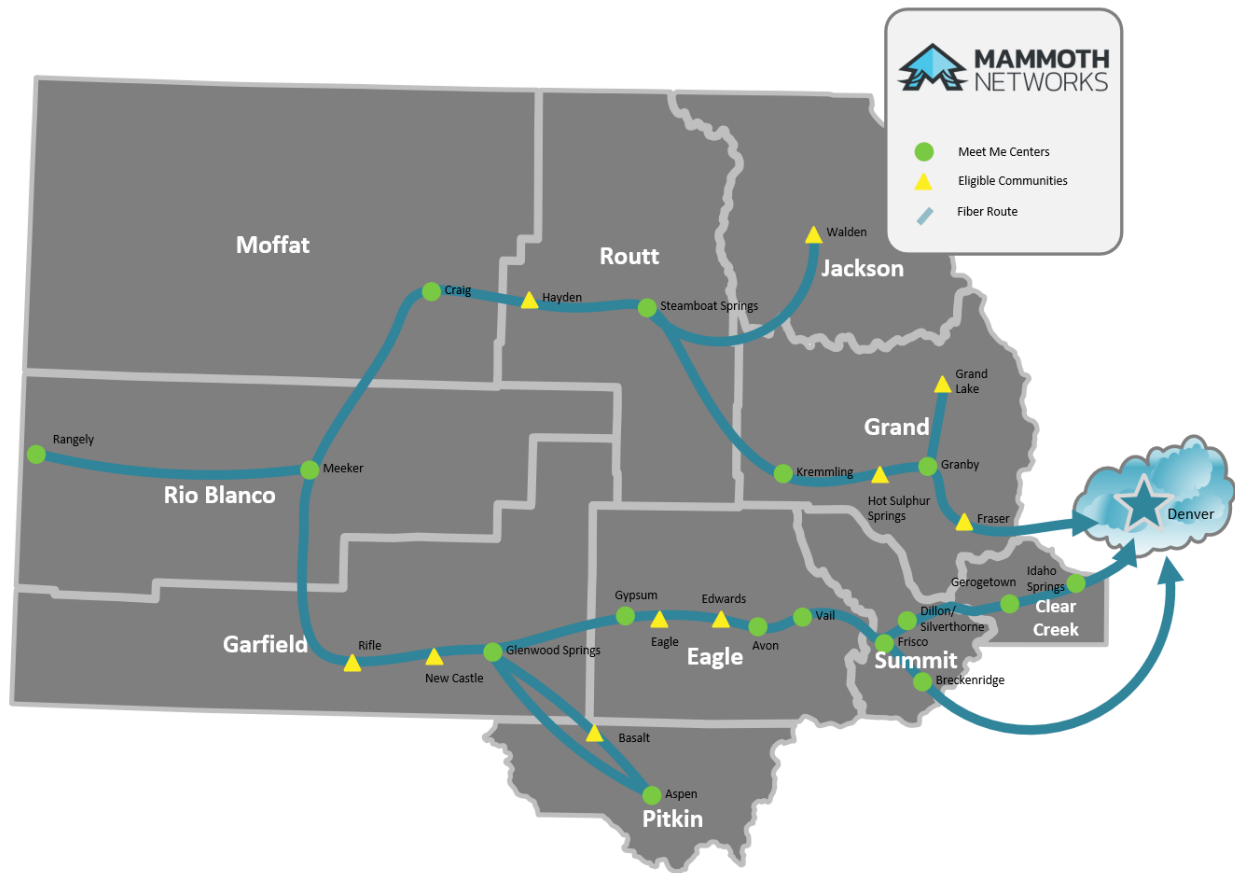 MAMMOTH
NETWORKS
Meet Me Centers
Eligible Communities
Fiber Route
Moffat
Routt
Walden
Jackson
Craig
Hayden
Steamboat Springs
Grand
Lake
Grand
Rangely
Meeker
Rio Blanco
Kremmling
Granby
Hot Sulphur
Springs
Fraser
Denver
Idaho
Springs
Gerogetown
Clear
Creek
Gypsum
Edwards
Eagle
Avon
Vail
Dillon/
Silverthorne
Frisco
Summit
Breckenridge
Eagle
Garfield
Rifle
New Castle
Glenwood Springs
Basalt
Aspen
Pitkin